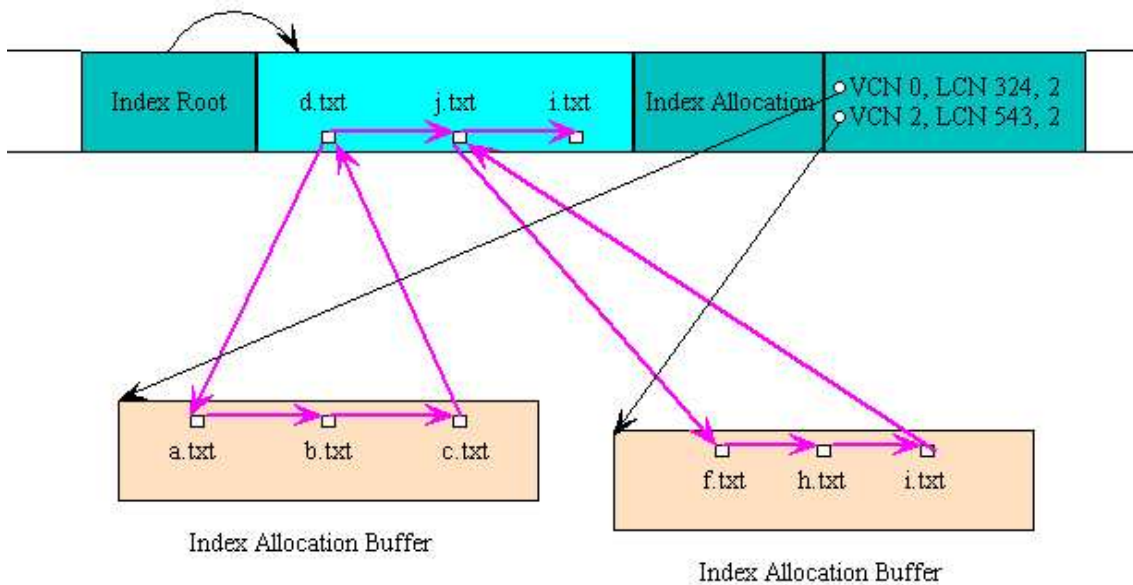 Index Root
d.txt
j.txt
i.txt
Index Allocation
VCN 0, LCN 324, 2
VCN 2, LCN 543, 2
a.txt
b.txt
c.txt
Index Allocation Buffer
f.txt
h.txt
i.txt
Index Allocation Buffer